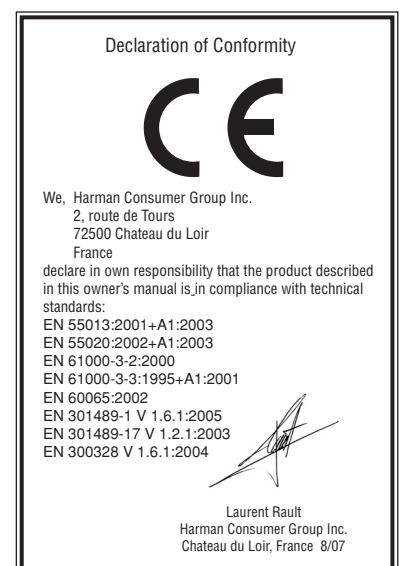 Declaration of Conformity
CE
We, Harman Consumer Group Inc.
2, route de Tours
72500 Chateau du Loir
France
declare in own responsibility that the product described
in this owner's manual is in compliance with technical
standards:
EN 55013:2001+A1:2003
EN 55020:2002+A1:2003
EN 61000-3-2:2000
EN 61000-3-3:1995+A1:2001
EN 60065:2002
EN 301489-1 V 1.6.1:2005
EN 301489-17 V 1.2.1:2003
EN 300328 V 1.6.1:2004
Laurent Rault
Harman Consumer Group Inc.
Chateau du Loir, France 8/07